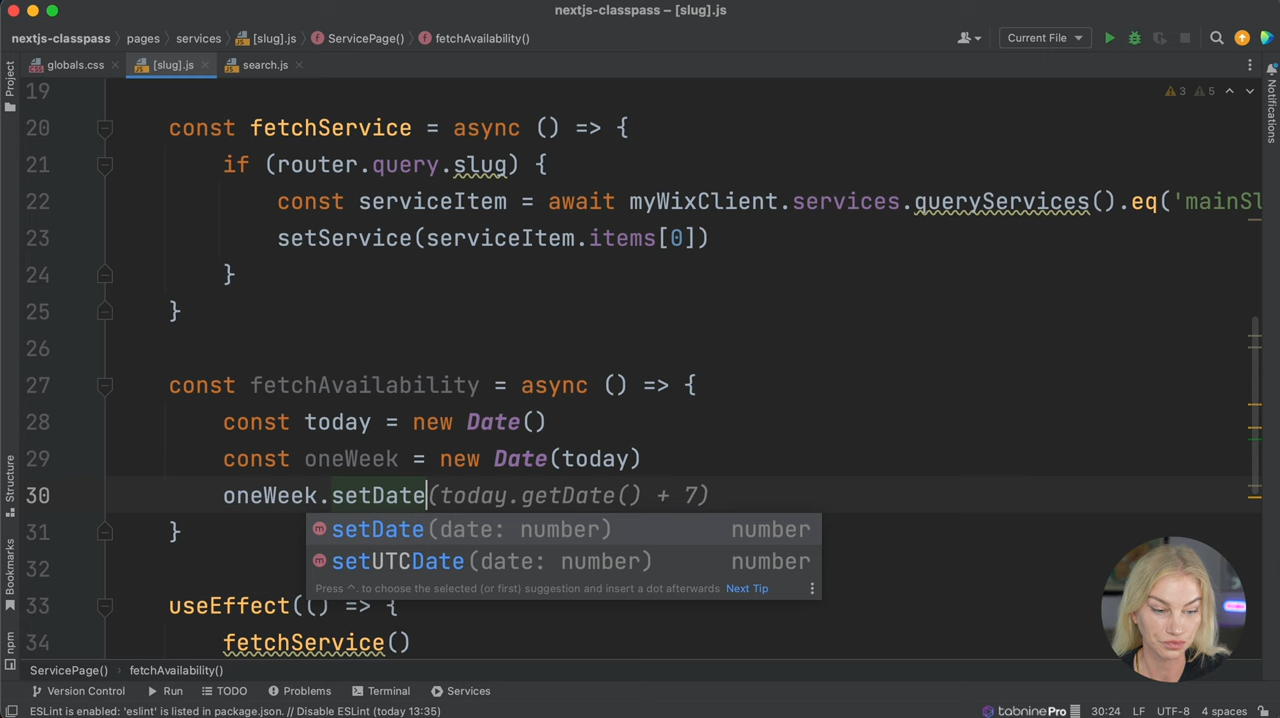 nextjs-classpass – [slug].js
nextjs-classpass pages services [slug].js ServicePage() fetchAvailability() Current File
globals.css [slug].js search.js
Project
Notifications
3 5
19
20 const fetchService = async () => {
21 if (router.query.slug) {
22 const serviceItem = await myWixClient.services.queryServices().eq('mainSl
23 setService(serviceItem.items[0])
24 }
25 }
26
27 const fetchAvailability = async () => {
28 const today = new Date()
29 const oneWeek = new Date(today)
30 oneWeek.setDate(today.getDate() + 7)
setDate(date: number) number
31 }
setUTCDate(date: number) number
32
Press ^. to choose the selected (or first) suggestion and insert a dot afterwards Next Tip
33 useEffect(() => {
34 fetchService()
Structure
Bookmarks
npm
ServicePage() fetchAvailability()
Version Control Run TODO Problems Terminal Services
ESLint is enabled: 'eslint' is listed in package.json. // Disable ESLint (today 13:35) tabnine Pro 30:24 LF UTF-8 4 spaces